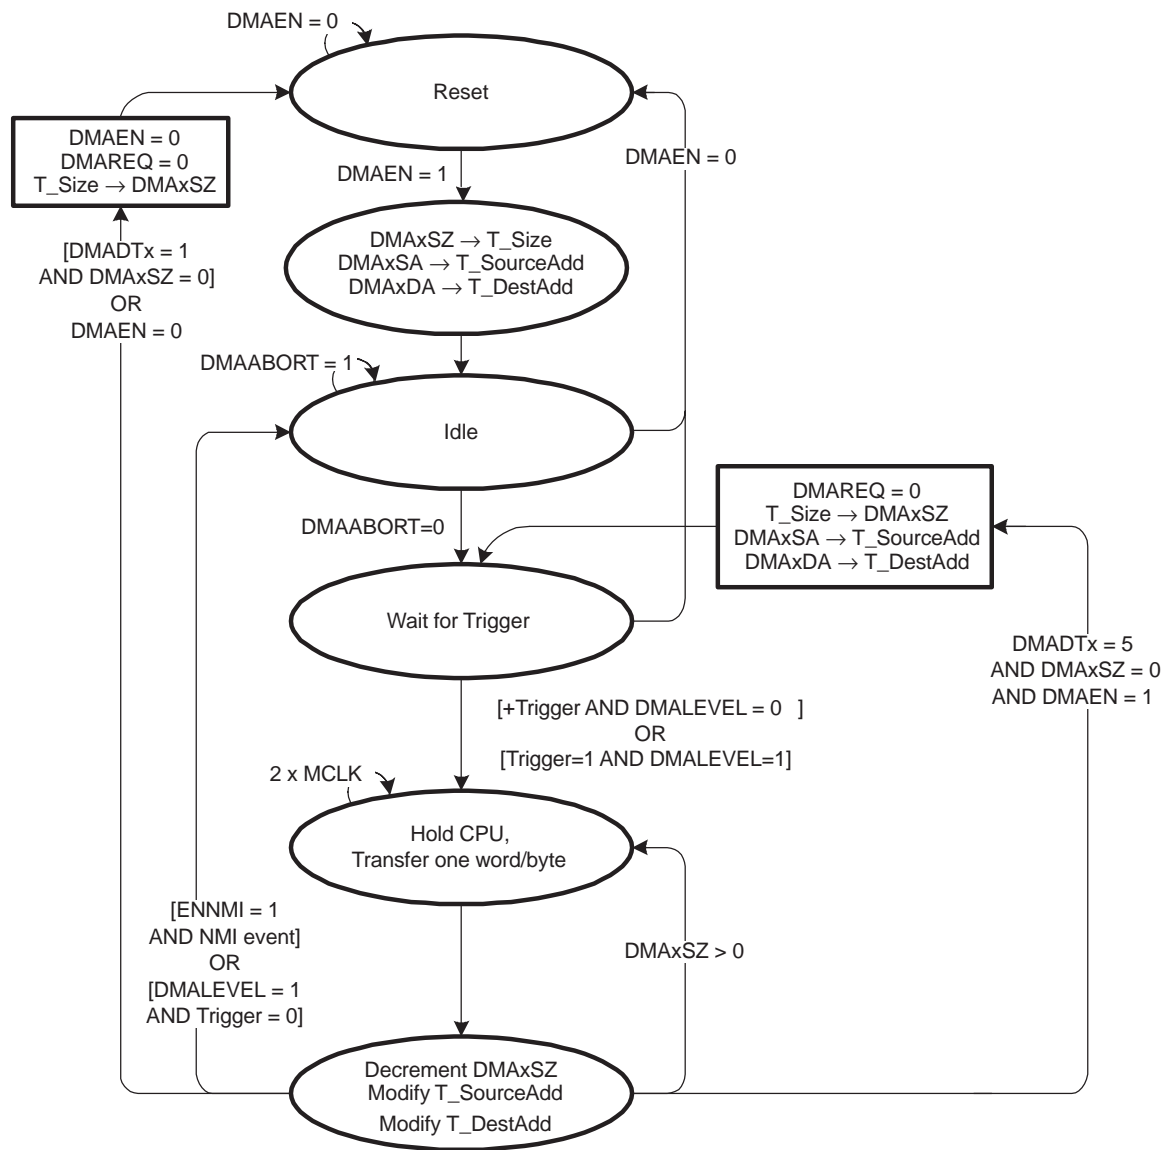 DMAEN = 0
Reset
DMAEN = 0
DMAREQ = 0
T_Size → DMAxSZ
DMAEN = 0
DMAEN = 1
[DMADTx = 1
AND DMAxSZ = 0]
OR
DMAEN = 0
DMAxSZ → T_Size
DMAxSA → T_SourceAdd
DMAxDA → T_DestAdd
DMAABORT = 1
Idle
DMAABORT=0
DMAREQ = 0
T_Size → DMAxSZ
DMAxSA → T_SourceAdd
DMAxDA → T_DestAdd
Wait for Trigger
DMADTx = 5
AND DMAxSZ = 0
AND DMAEN = 1
[+Trigger AND DMALEVEL = 0 ]
OR
[Trigger=1 AND DMALEVEL=1]
2 x MCLK
Hold CPU,
Transfer one word/byte
[ENNMI = 1
AND NMI event]
OR
[DMALEVEL = 1
AND Trigger = 0]
DMAxSZ > 0
Decrement DMAxSZ
Modify T_SourceAdd
Modify T_DestAdd